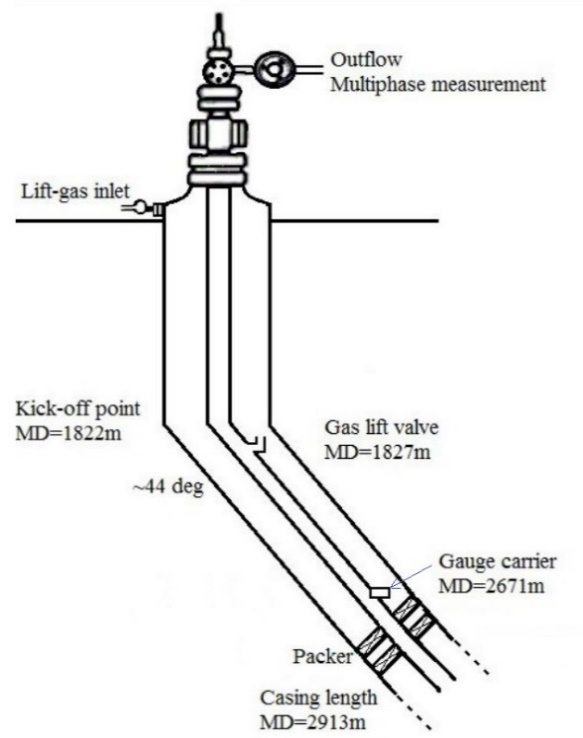 Outflow
Multiphase measurement
Lift-gas inlet
Kick-off point
MD=1822m
Gas lift valve
MD=1827m
~44 deg
Gauge carrier
MD=2671m
Packer
Casing length
MD=2913m